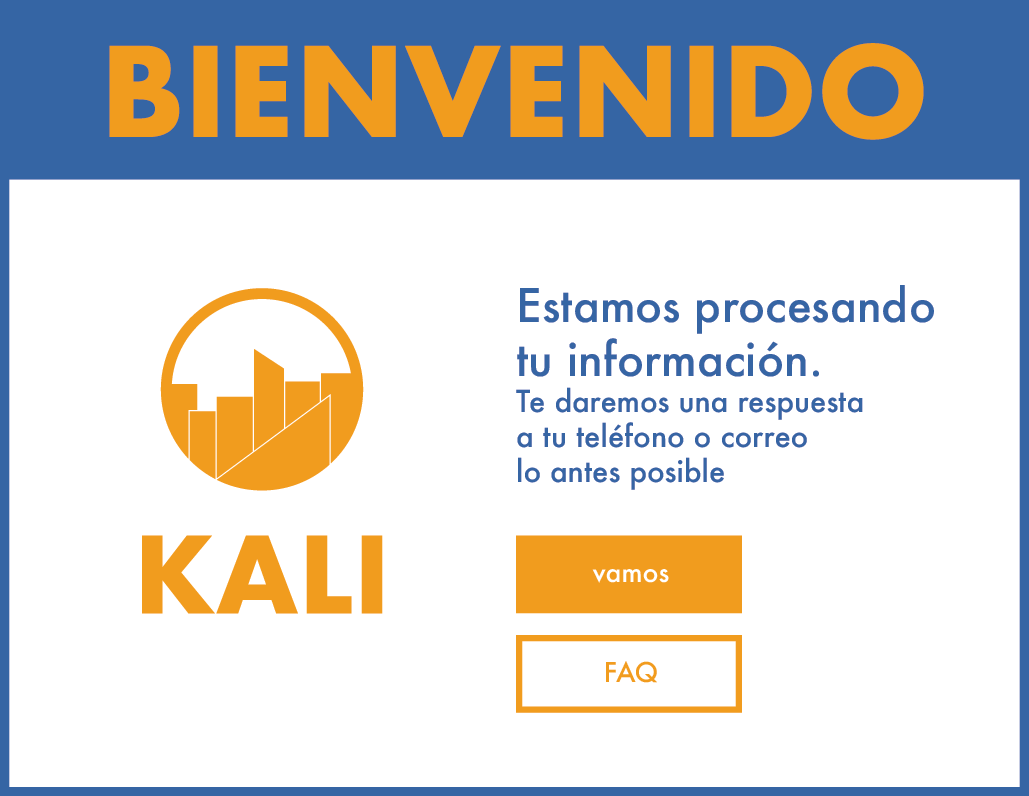 BIENVENIDO
Estamos procesando
tu información.
Te daremos una respuesta
a tu teléfono o correo
lo antes posible
KALI
vamos
FAQ